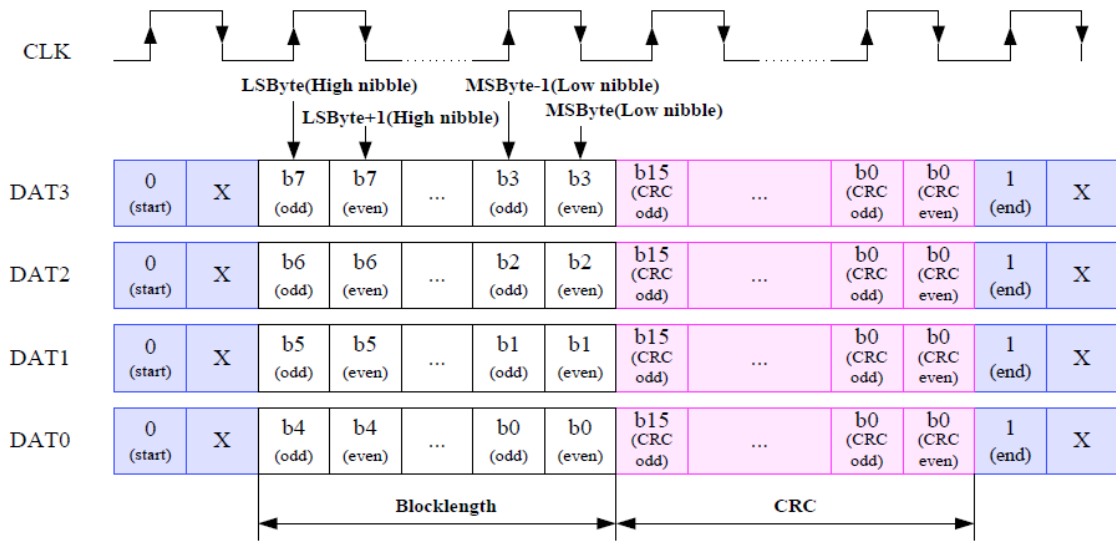 CLK
LSByte(High nibble) MSByte-1(Low nibble)
LSByte+1(High nibble) MSByte(Low nibble)
DAT3 0 (start) X b7 (odd) b7 (even) ... b3 (odd) b3 (even) b15 (CRC odd) ... b0 (CRC odd) b0 (CRC even) 1 (end) X
DAT2 0 (start) X b6 (odd) b6 (even) ... b2 (odd) b2 (even) b15 (CRC odd) ... b0 (CRC odd) b0 (CRC even) 1 (end) X
DAT1 0 (start) X b5 (odd) b5 (even) ... b1 (odd) b1 (even) b15 (CRC odd) ... b0 (CRC odd) b0 (CRC even) 1 (end) X
DAT0 0 (start) X b4 (odd) b4 (even) ... b0 (odd) b0 (even) b15 (CRC odd) ... b0 (CRC odd) b0 (CRC even) 1 (end) X
Blocklength CRC